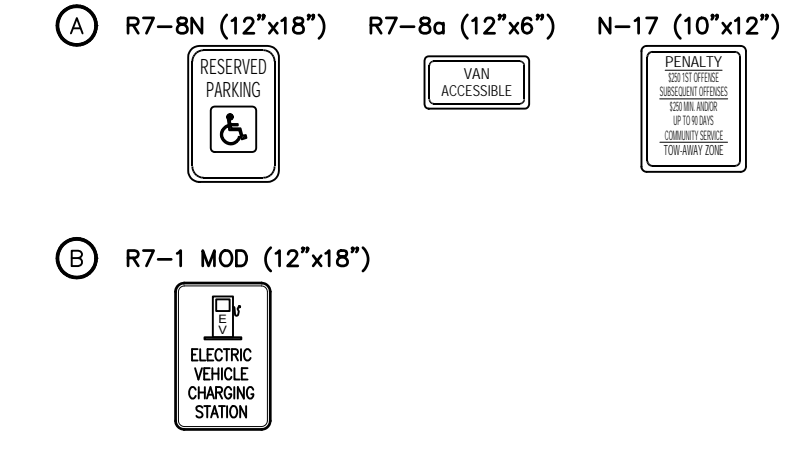 A R7-8N (12"x18") R7-8a (12"x6") N-17 (10"x12")
RESERVED
PARKING
VAN
ACCESSIBLE
PENALTY
$250 1ST OFFENSE
SUBSEQUENT OFFENSES
$250 MIN. AND/OR
UP TO 90 DAYS
COMMUNITY SERVICE
TOW-AWAY ZONE
B R7-1 MOD (12"x18")
E
V
ELECTRIC
VEHICLE
CHARGING
STATION